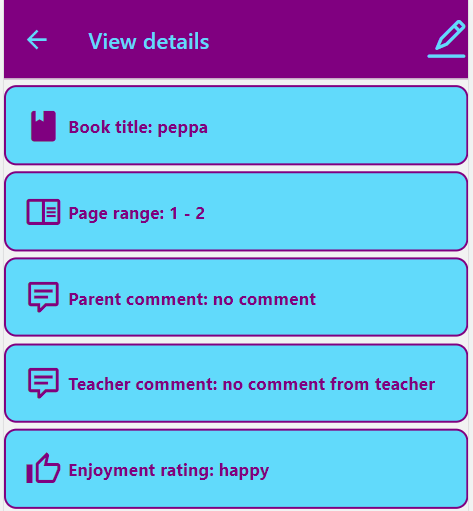 View details
Book title: peppa
Page range: 1 - 2
Parent comment: no comment
Teacher comment: no comment from teacher
Enjoyment rating: happy